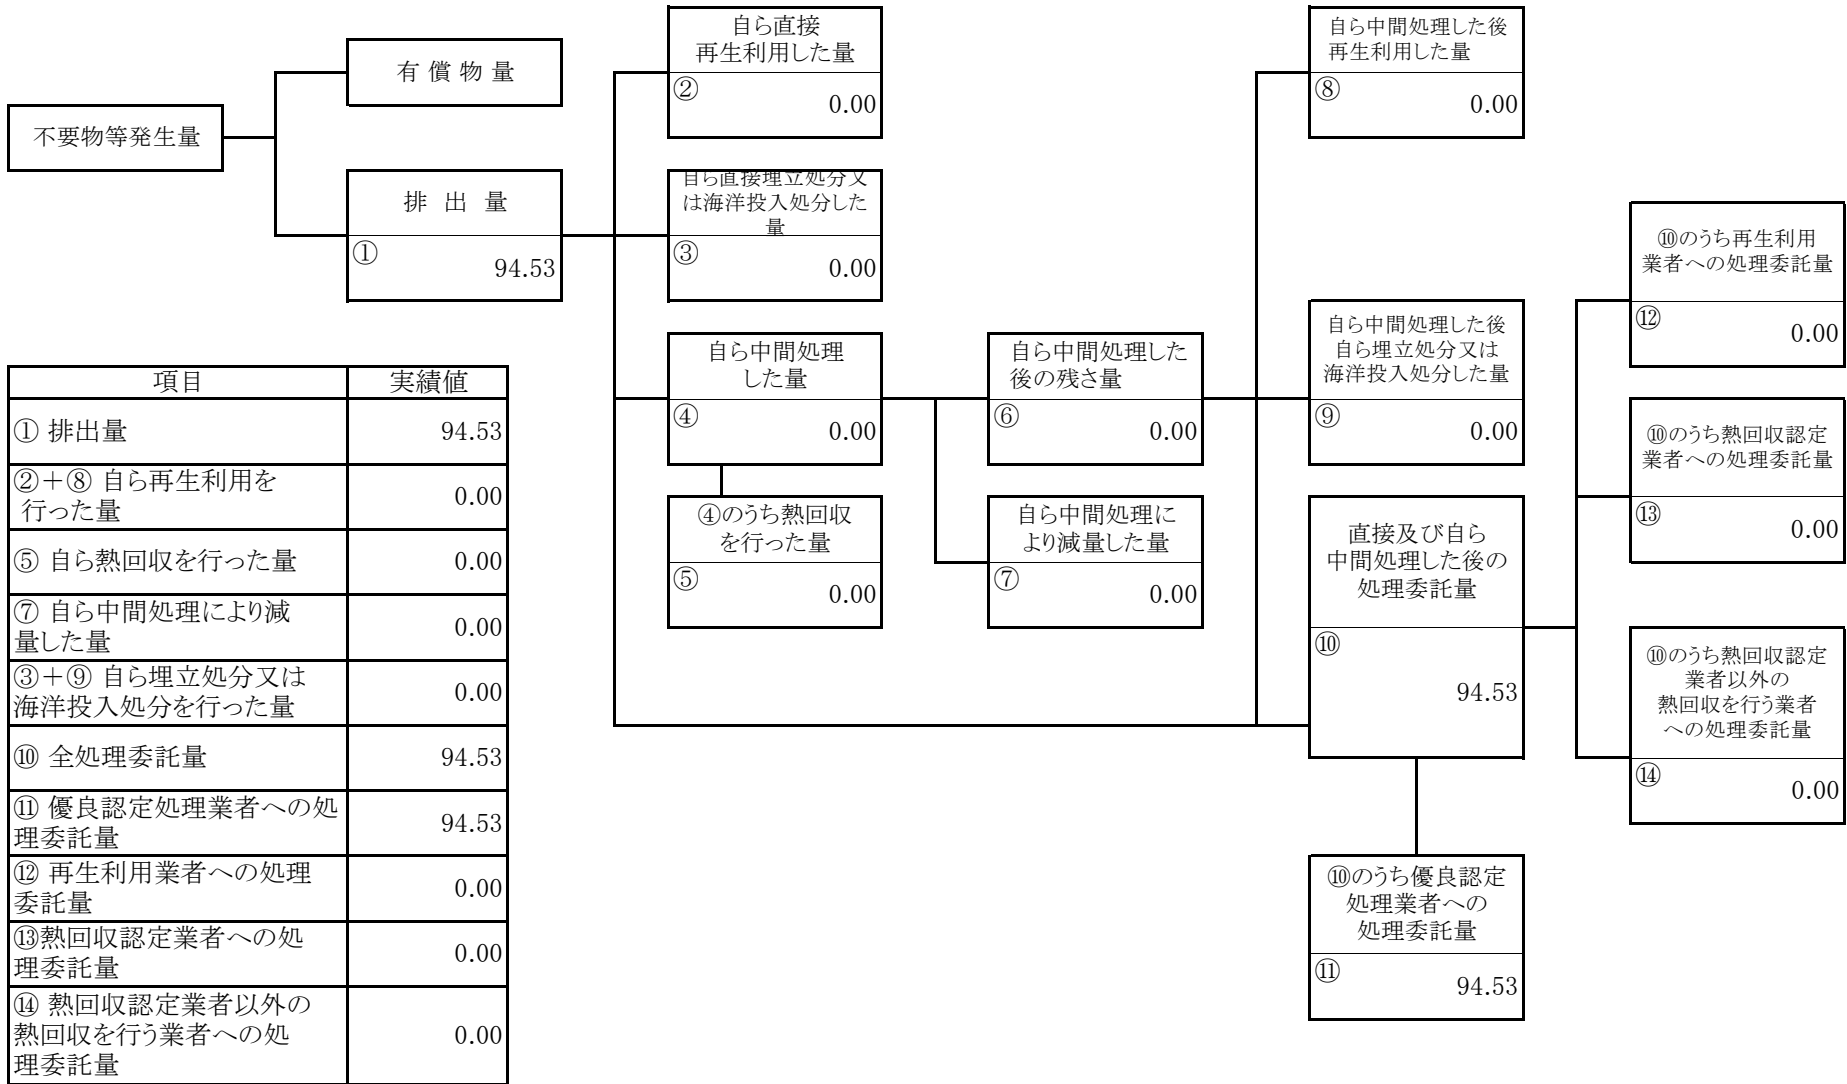 不要物等発生量
有 償 物 量
排 出 量
①
94.53
自ら直接
再生利用した量
②
0.00
自ら直接埋立処分又
は海洋投入処分した
量
③
0.00
自ら中間処理
した量
④
0.00
④のうち熱回収
を行った量
⑤
0.00
自ら中間処理した
後の残さ量
⑥
0.00
自ら中間処理に
より減量した量
⑦
0.00
自ら中間処理した後
再生利用した量
⑧
0.00
自ら中間処理した後
自ら埋立処分又は
海洋投入処分した量
⑨
0.00
直接及び自ら
中間処理した後の
処理委託量
⑩
94.53
⑩のうち優良認定
処理業者への
処理委託量
⑪
94.53
⑩のうち再生利用
業者への処理委託量
⑫
0.00
⑩のうち熱回収認定
業者への処理委託量
⑬
0.00
⑩のうち熱回収認定
業者以外の
熱回収を行う業者
への処理委託量
⑭
0.00
項目 実績値
① 排出量 94.53
②+⑧ 自ら再生利用を
行った量 0.00
⑤ 自ら熱回収を行った量 0.00
⑦ 自ら中間処理により減
量した量 0.00
③+⑨ 自ら埋立処分又は
海洋投入処分を行った量 0.00
⑩ 全処理委託量 94.53
⑪ 優良認定処理業者への処
理委託量 94.53
⑫ 再生利用業者への処理
委託量 0.00
⑬熱回収認定業者への処
理委託量 0.00
⑭ 熱回収認定業者以外の
熱回収を行う業者への処
理委託量 0.00